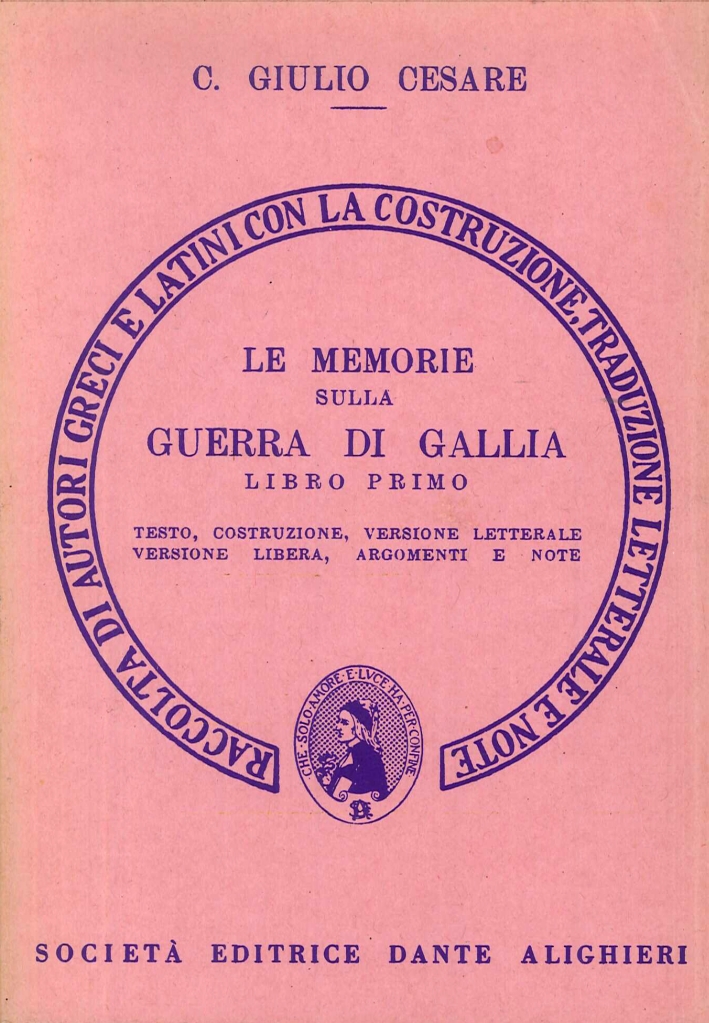 C. GIULIO CESARE
RACCOLTA DI AUTORI GRECI E LATINI CON LA COSTRUZIONE, TRADUZIONE LETTERALE E NOTE
LE MEMORIE
SULLA
GUERRA DI GALLIA
LIBRO PRIMO
TESTO, COSTRUZIONE, VERSIONE LETTERALE
VERSIONE LIBERA, ARGOMENTI E NOTE
CHE·SOLO·AMORE·E·LVCE·HA·PER·CONFINE
SOCIETÀ EDITRICE DANTE ALIGHIERI